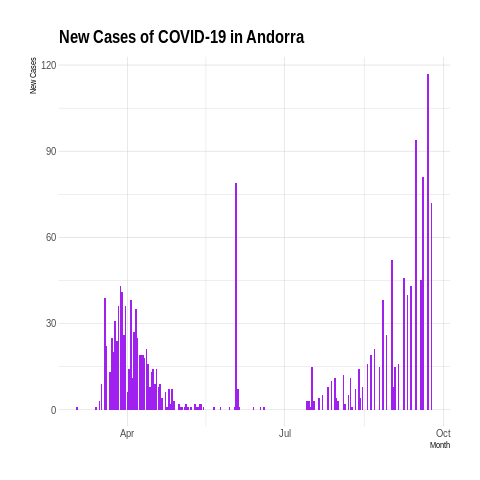 New Cases of COVID-19 in Andorra
New Cases
120
90
60
30
0
Apr
Jul
Oct
Month